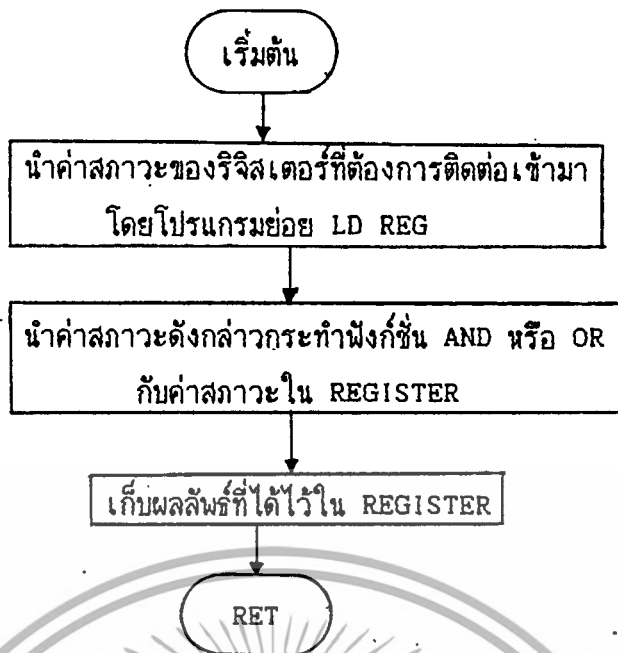 เริ่มต้น
นำค่าสภาวะของริจิสเตอร์ที่ต้องการติดต่อเข้ามา
โดยโปรแกรมย่อย LD REG
นำค่าสภาวะดังกล่าวกระทำฟังก์ชั่น AND หรือ OR
กับค่าสภาวะใน REGISTER
เก็บผลลัพธ์ที่ได้ไว้ใน REGISTER
RET